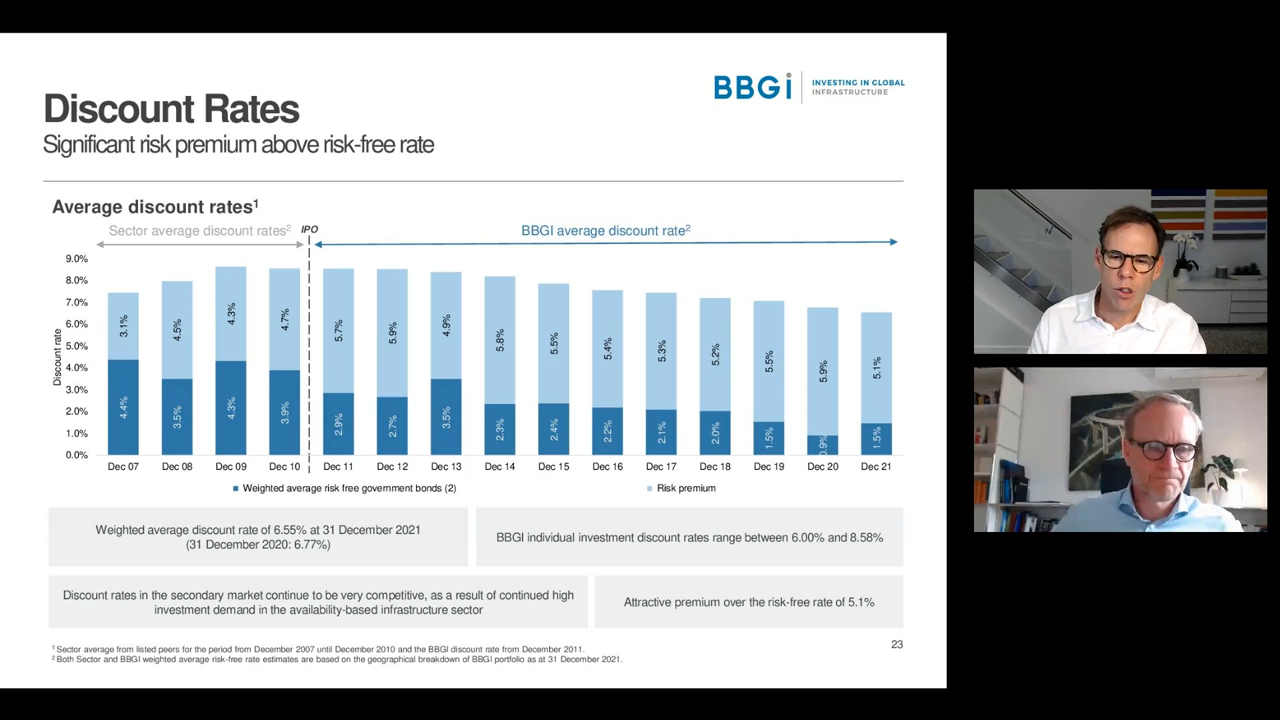 BBGi
INVESTING IN GLOBAL
INFRASTRUCTURE
Discount Rates
Significant risk premium above risk-free rate
Average discount rates¹
Sector average discount rates²
IPO
BBGI average discount rate²
Discount rate
9.0%
8.0%
7.0%
6.0%
5.0%
4.0%
3.0%
2.0%
1.0%
0.0%
3.1% 4.5% 4.3% 4.7% 5.7% 5.9% 4.9% 5.8% 5.5% 5.4% 5.3% 5.2% 5.5% 5.9% 5.1%
4.4% 3.5% 4.3% 3.9% 2.9% 2.7% 3.5% 2.3% 2.4% 2.2% 2.1% 2.0% 1.5% 0.9% 1.5%
Dec 07 Dec 08 Dec 09 Dec 10 Dec 11 Dec 12 Dec 13 Dec 14 Dec 15 Dec 16 Dec 17 Dec 18 Dec 19 Dec 20 Dec 21
Weighted average risk free government bonds (2)
Risk premium
Weighted average discount rate of 6.55% at 31 December 2021
(31 December 2020: 6.77%)
BBGI individual investment discount rates range between 6.00% and 8.58%
Discount rates in the secondary market continue to be very competitive, as a result of continued high
investment demand in the availability-based infrastructure sector
Attractive premium over the risk-free rate of 5.1%
¹ Sector average from listed peers for the period from December 2007 until December 2010 and the BBGI discount rate from December 2011.
² Both Sector and BBGI weighted average risk-free rate estimates are based on the geographical breakdown of BBGI portfolio as at 31 December 2021.
23